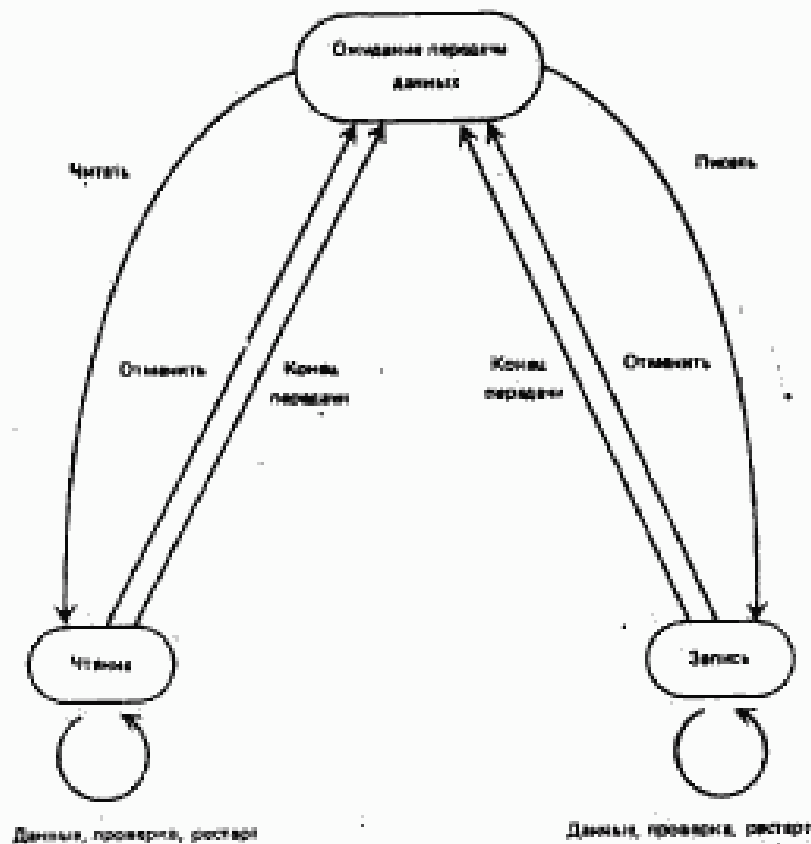 Ожидание передачи
данных
Читать
Писать
Отменить
Конец
передачи
Конец
передачи
Отменить
Чтение
Запись
Данные, проверка, рестарт
Данные, проверка, рестарт